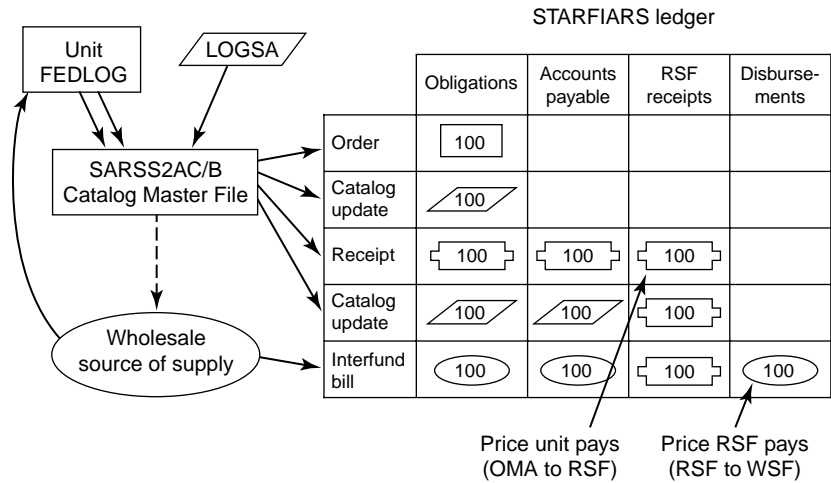 STARFIARS ledger
Unit
FEDLOG
LOGSA
Obligations
Accounts
payable
RSF
receipts
Disburse-
ments
SARSS2AC/B
Catalog Master File
Order
100
Catalog
update
100
Receipt
100
100
100
Catalog
update
100
100
100
Wholesale
source of supply
Interfund
bill
100
100
100
100
Price unit pays
(OMA to RSF)
Price RSF pays
(RSF to WSF)